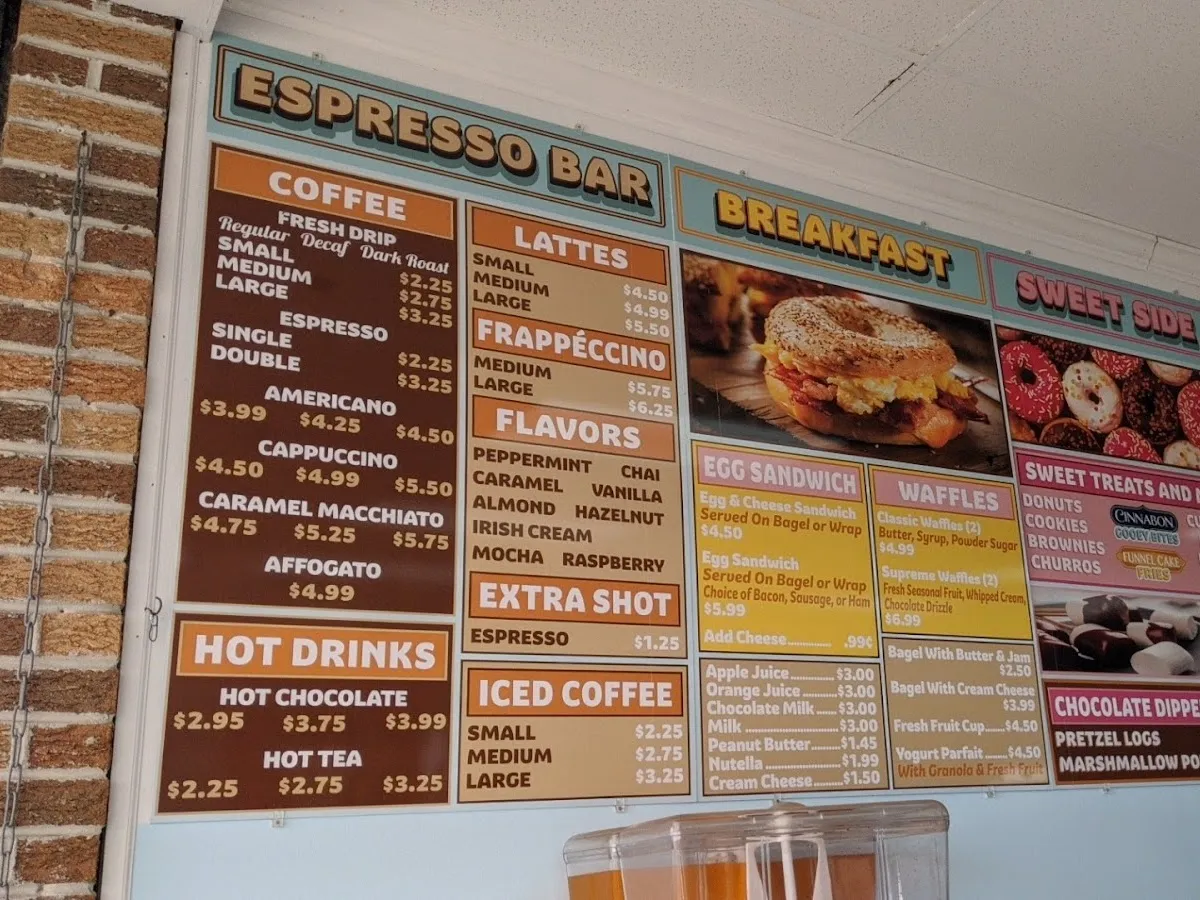 ESPRESSO BAR
COFFEE
FRESH DRIP
Regular Decaf Dark Roast
SMALL $2.25
MEDIUM $2.75
LARGE $3.25
ESPRESSO
SINGLE $2.25
DOUBLE $3.25
AMERICANO
$3.99 $4.25 $4.50
CAPPUCCINO
$4.50 $4.99 $5.50
CARAMEL MACCHIATO
$4.75 $5.25 $5.75
AFFOGATO
$4.99
HOT DRINKS
HOT CHOCOLATE
$2.95 $3.75 $3.99
HOT TEA
$2.25 $2.75 $3.25
LATTES
SMALL $4.50
MEDIUM $4.99
LARGE $5.50
FRAPPÉCCINO
MEDIUM $5.75
LARGE $6.25
FLAVORS
PEPPERMINT CHAI
CARAMEL VANILLA
ALMOND HAZELNUT
IRISH CREAM
MOCHA RASPBERRY
EXTRA SHOT
ESPRESSO $1.25
ICED COFFEE
SMALL $2.25
MEDIUM $2.75
LARGE $3.25
BREAKFAST
EGG SANDWICH
Egg & Cheese Sandwich
Served On Bagel or Wrap
$4.50
Egg Sandwich
Served On Bagel or Wrap
Choice of Bacon, Sausage, or Ham
$5.99
Add Cheese .99¢
WAFFLES
Classic Waffles (2)
Butter, Syrup, Powder Sugar
$4.99
Supreme Waffles (2)
Fresh Seasonal Fruit, Whipped Cream,
Chocolate Drizzle
$6.99
Apple Juice $3.00
Orange Juice $3.00
Chocolate Milk $3.00
Milk $3.00
Peanut Butter $1.45
Nutella $1.99
Cream Cheese $1.50
Bagel With Butter & Jam
$2.50
Bagel With Cream Cheese
$3.99
Fresh Fruit Cup $4.50
Yogurt Parfait $4.50
With Granola & Fresh Fruit
SWEET SIDE
SWEET TREATS AND
DONUTS
COOKIES
BROWNIES
CHURROS
CINNABON
GOOEY BITES
FUNNEL CAKE
FRIES
CHOCOLATE DIPPE
PRETZEL LOGS
MARSHMALLOW PO